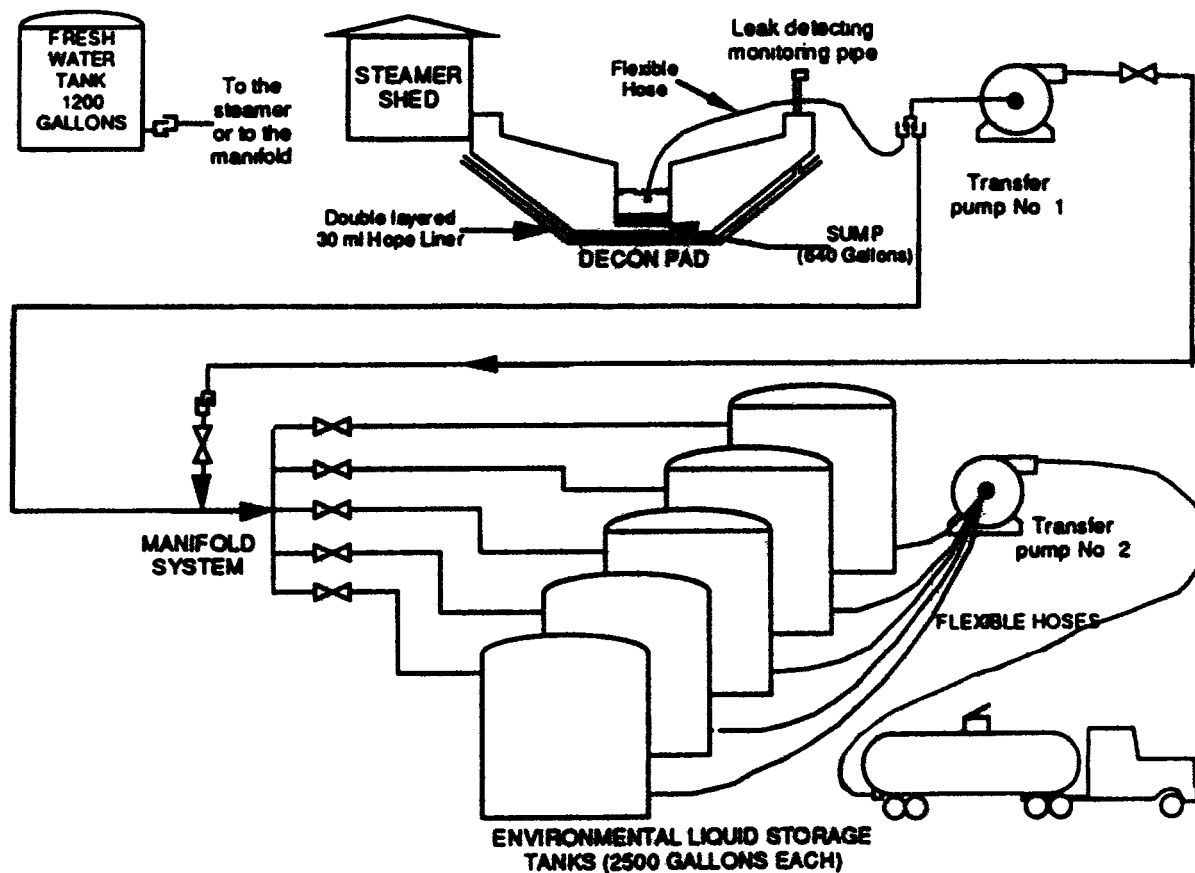 FRESH
WATER
TANK
1200
GALLONS
To the
steamer
or to the
manifold
STEAMER
SHED
Flexible
Hose
Leak detecting
monitoring pipe
Transfer
pump No 1
Double layered
30 ml Hope Liner
DECON PAD
SUMP
(640 Gallons)
MANIFOLD
SYSTEM
Transfer
pump No 2
FLEXIBLE HOSES
ENVIRONMENTAL LIQUID STORAGE
TANKS (2500 GALLONS EACH)